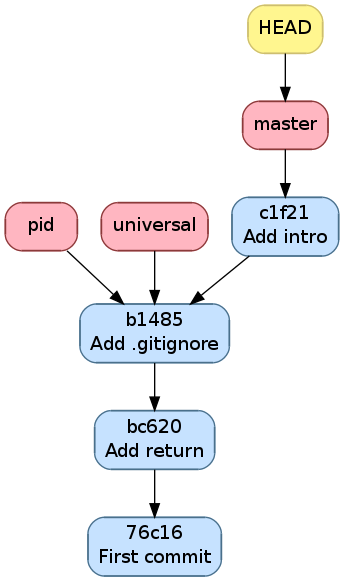 HEAD
master
pid
universal
c1f21
Add intro
b1485
Add .gitignore
bc620
Add return
76c16
First commit